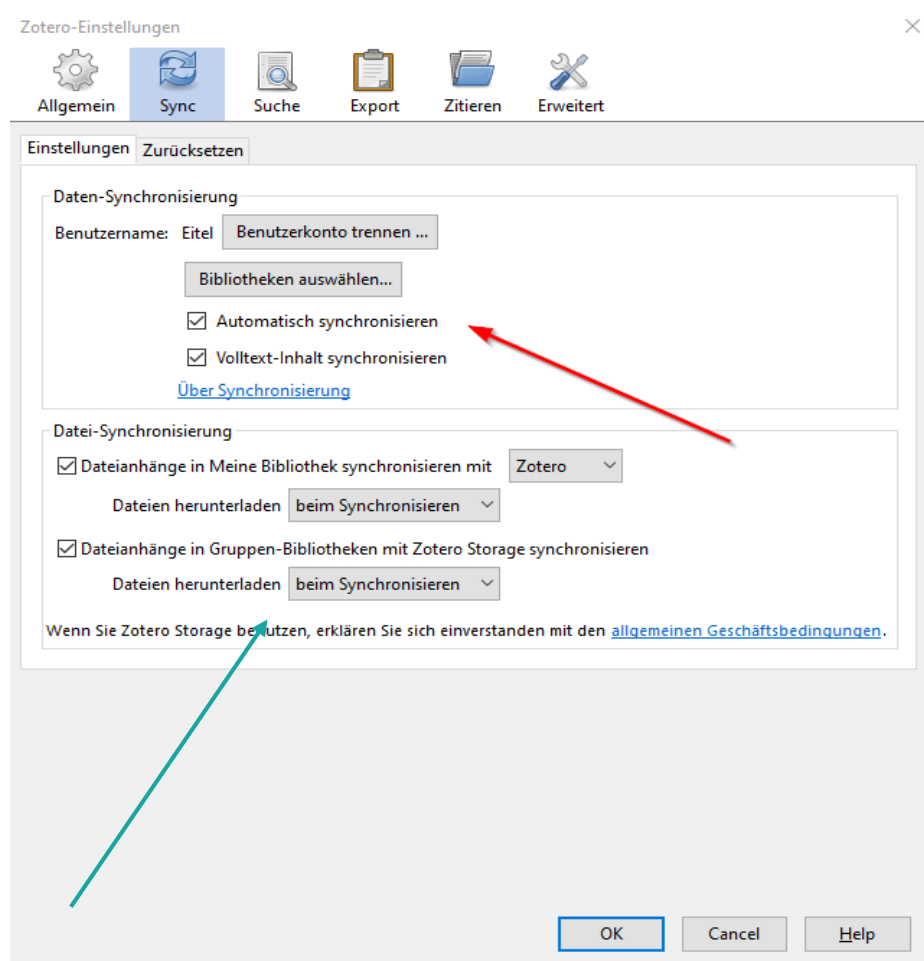 Zotero-Einstellungen
Allgemein Sync Suche Export Zitieren Erweitert
Einstellungen Zurücksetzen
Daten-Synchronisierung
Benutzername: Eitel Benutzerkonto trennen ...
Bibliotheken auswählen...
Automatisch synchronisieren
Volltext-Inhalt synchronisieren
Über Synchronisierung
Datei-Synchronisierung
Dateianhänge in Meine Bibliothek synchronisieren mit Zotero
Dateien herunterladen beim Synchronisieren
Dateianhänge in Gruppen-Bibliotheken mit Zotero Storage synchronisieren
Dateien herunterladen beim Synchronisieren
Wenn Sie Zotero Storage benutzen, erklären Sie sich einverstanden mit den allgemeinen Geschäftsbedingungen.
OK Cancel Help